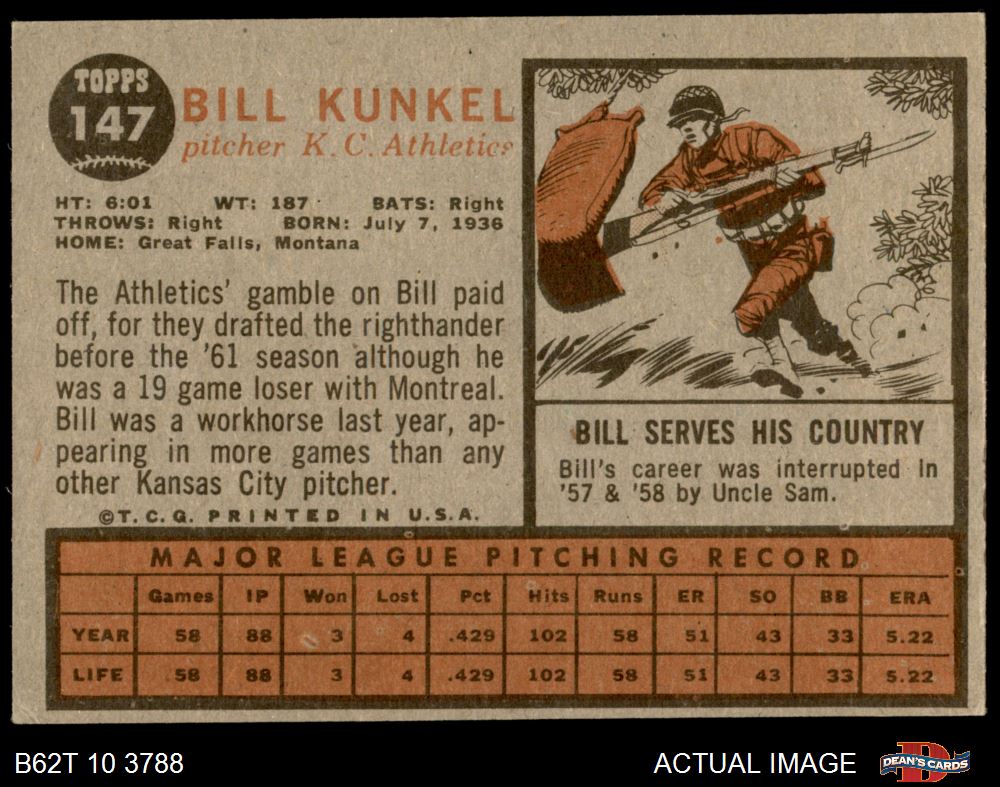 TOPPS
147
BILL KUNKEL
pitcher K. C. Athletics
HT: 6:01 WT: 187 BATS: Right
THROWS: Right BORN: July 7, 1936
HOME: Great Falls, Montana
The Athletics' gamble on Bill paid
off, for they drafted the righthander
before the '61 season although he
was a 19 game loser with Montreal.
Bill was a workhorse last year, ap-
pearing in more games than any
other Kansas City pitcher.
©T. C. G. PRINTED IN U.S.A.
BILL SERVES HIS COUNTRY
Bill's career was interrupted in
'57 & '58 by Uncle Sam.
MAJOR LEAGUE PITCHING RECORD
Games IP Won Lost Pct Hits Runs ER SO BB ERA
YEAR 58 88 3 4 .429 102 58 51 43 33 5.22
LIFE 58 88 3 4 .429 102 58 51 43 33 5.22
B62T 10 3788 ACTUAL IMAGE DEAN'S CARDS